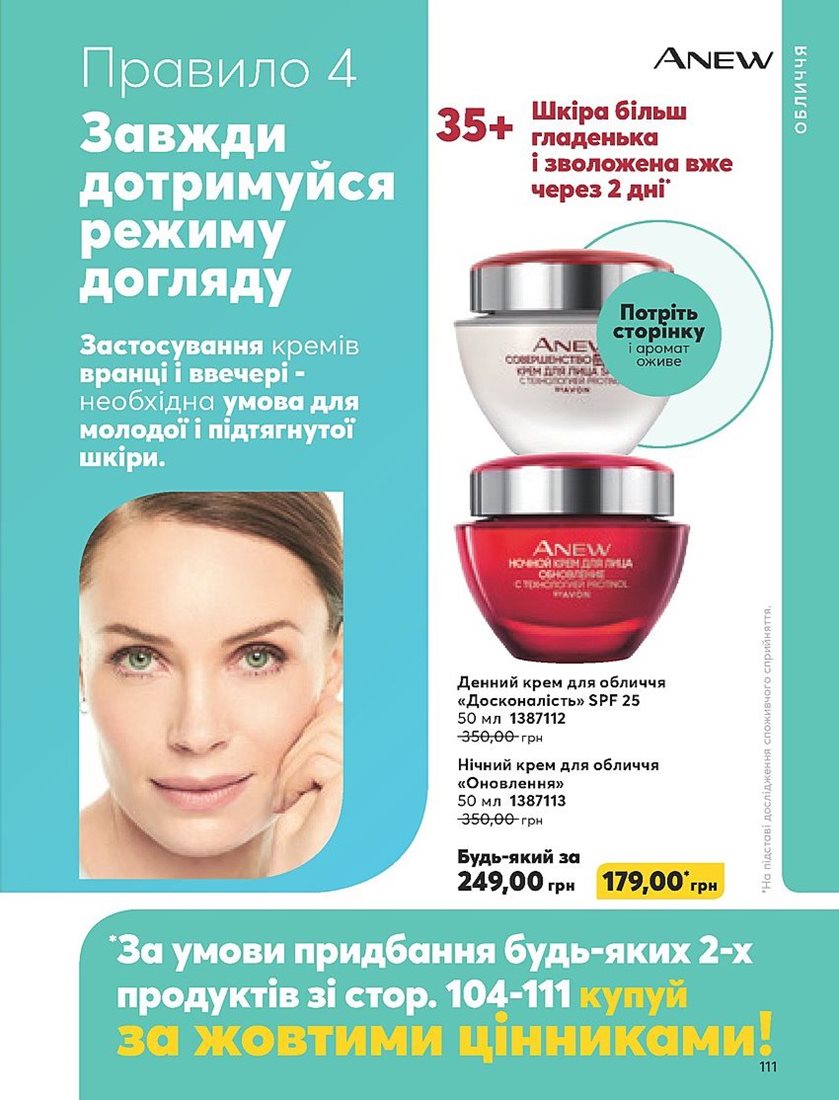 Правило 4
Завжди
дотримуйся
режиму
догляду
Застосування кремів
вранці і ввечері -
необхідна умова для
молодої і підтягнутої
шкіри.
ANEW
ОБЛИЧЧЯ
35+
Шкіра більш
гладенька
і зволожена вже
через 2 дні*
Потріть
сторінку
і аромат
оживе
ANEW
СОВЕРШЕНСТВО
КРЕМ ДЛЯ ЛИЦА
С ТЕХНОЛОГИЕЙ PROTINOL
BY AVON
ANEW
НОЧНОЙ КРЕМ ДЛЯ ЛИЦА
ОБНОВЛЕНИЕ
С ТЕХНОЛОГИЕЙ PROTINOL
BY AVON
Денний крем для обличчя
«Досконалість» SPF 25
50 мл 1387112
350,00 грн
Нічний крем для обличчя
«Оновлення»
50 мл 1387113
350,00 грн
Будь-який за
249,00 грн 179,00* грн
*На підставі дослідження споживчого сприйняття.
*За умови придбання будь-яких 2-х
продуктів зі стор. 104-111 купуй
за жовтими цінниками!
111